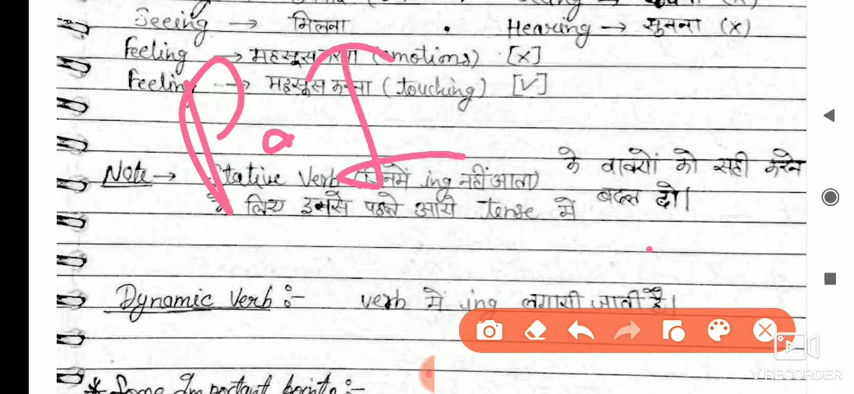 Seeing → मिलना . Hearing → सुनना (x)
Feeling → महसूस करना (emotions) [x]
Feeling → महसूस करना (touching) [✓]
P.I
Note → Stative Verb (जिनमें ing नहीं आता) के वाक्यों को सही करने
के लिए इनसे पहले आये tense में बदल दो।
Dynamic Verb :- verb में ing लगायी जाती है।
* Some Important points :-
RECORDER